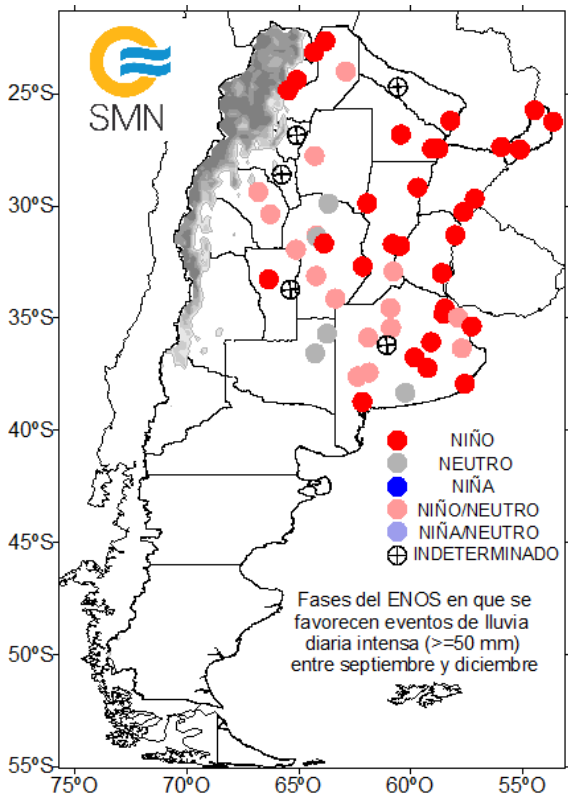 SMN
25ºS
30ºS
35ºS
40ºS
45ºS
50ºS
55ºS
75ºO
70ºO
65ºO
60ºO
55ºO
NIÑO
NEUTRO
NIÑA
NIÑO/NEUTRO
NIÑA/NEUTRO
INDETERMINADO
Fases del ENOS en que se
favorecen eventos de lluvia
diaria intensa (>=50 mm)
entre septiembre y diciembre